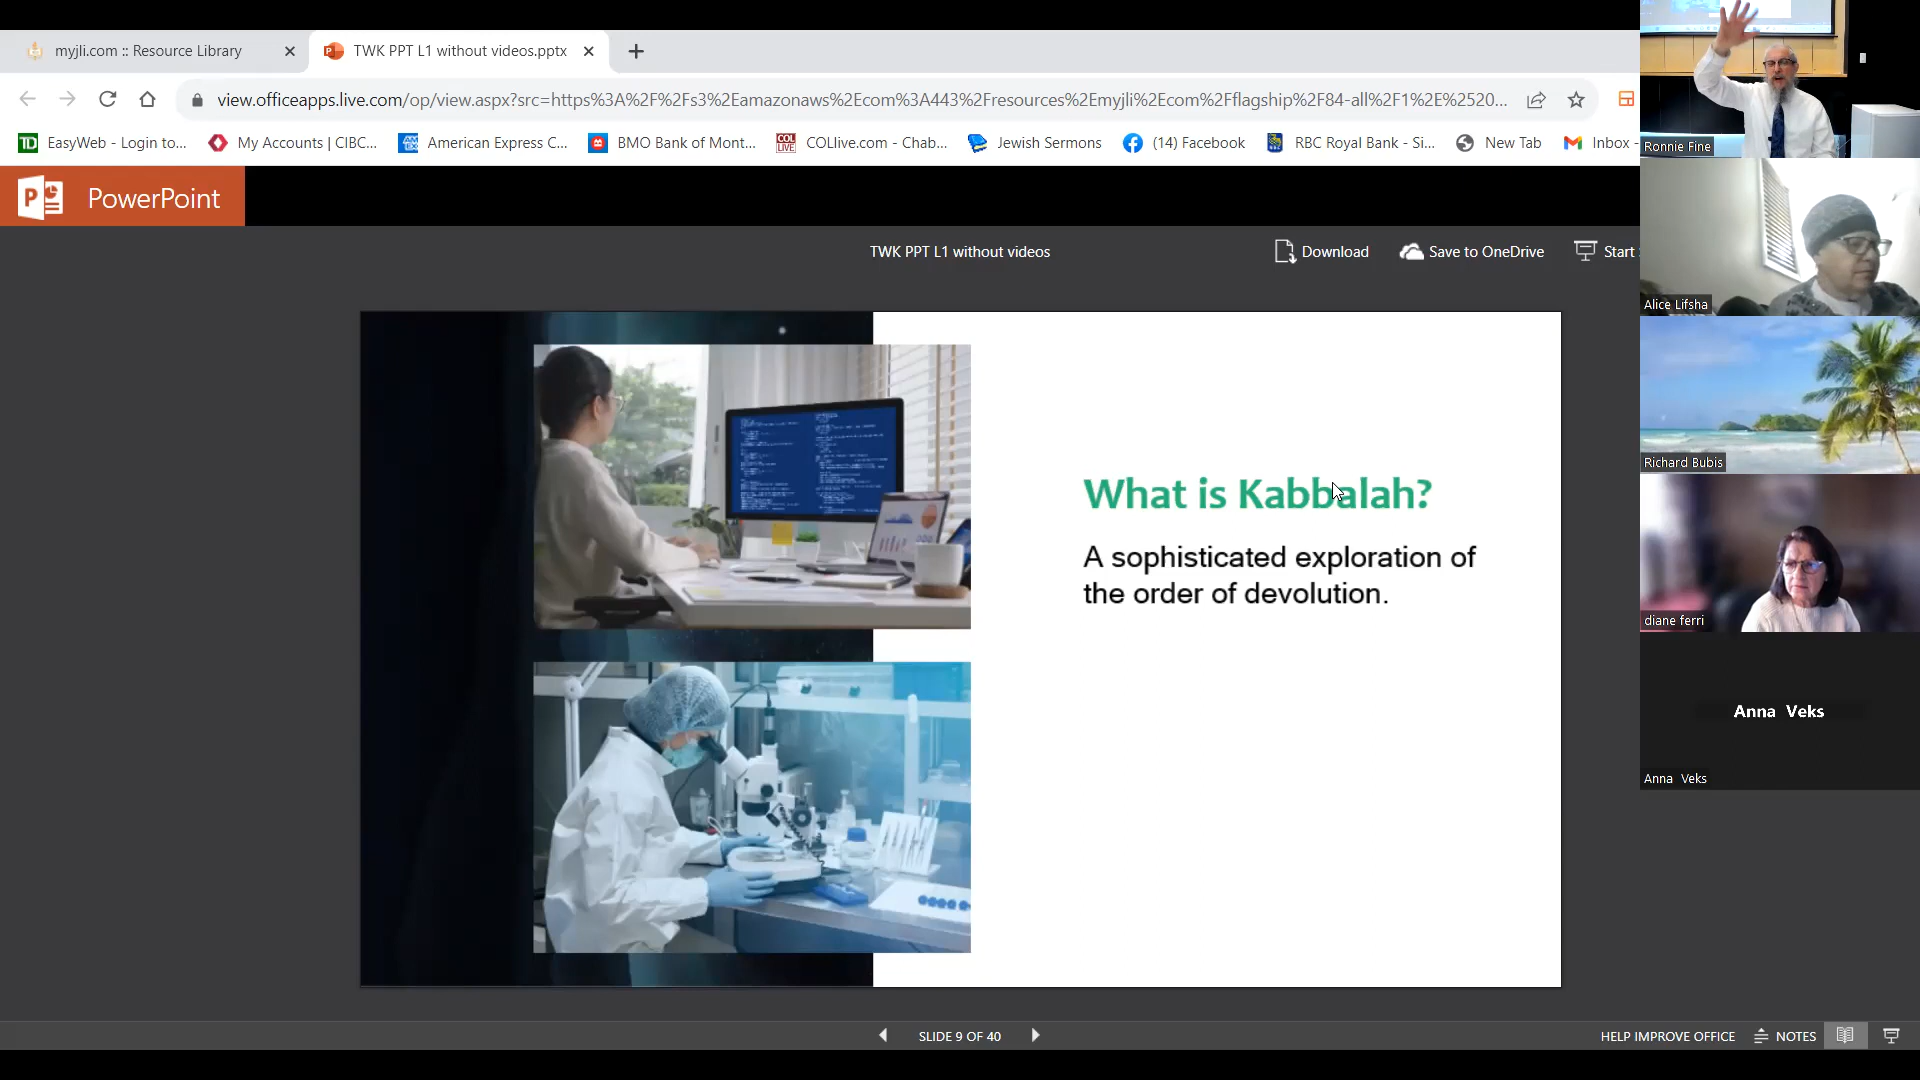 myjli.com :: Resource Library
TWK PPT L1 without videos.pptx
view.officeapps.live.com/op/view.aspx?src=https%3A%2F%2Fs3%2Eamazonaws%2Ecom%3A443%2Fresources%2Emyjli%2Ecom%2Fflagship%2F84-all%2F1%2E%2520...
TD EasyWeb - Login to...
My Accounts | CIBC...
American Express C...
BMO Bank of Mont...
COL LIVE COLlive.com - Chab...
Jewish Sermons
(14) Facebook
RBC Royal Bank - Si...
New Tab
Inbox -
P PowerPoint
TWK PPT L1 without videos
Download
Save to OneDrive
Start
What is Kabbalah?
A sophisticated exploration of
the order of devolution.
SLIDE 9 OF 40
HELP IMPROVE OFFICE
NOTES
Ronnie Fine
Alice Lifsha
Richard Bubis
diane ferri
Anna Veks
Anna Veks